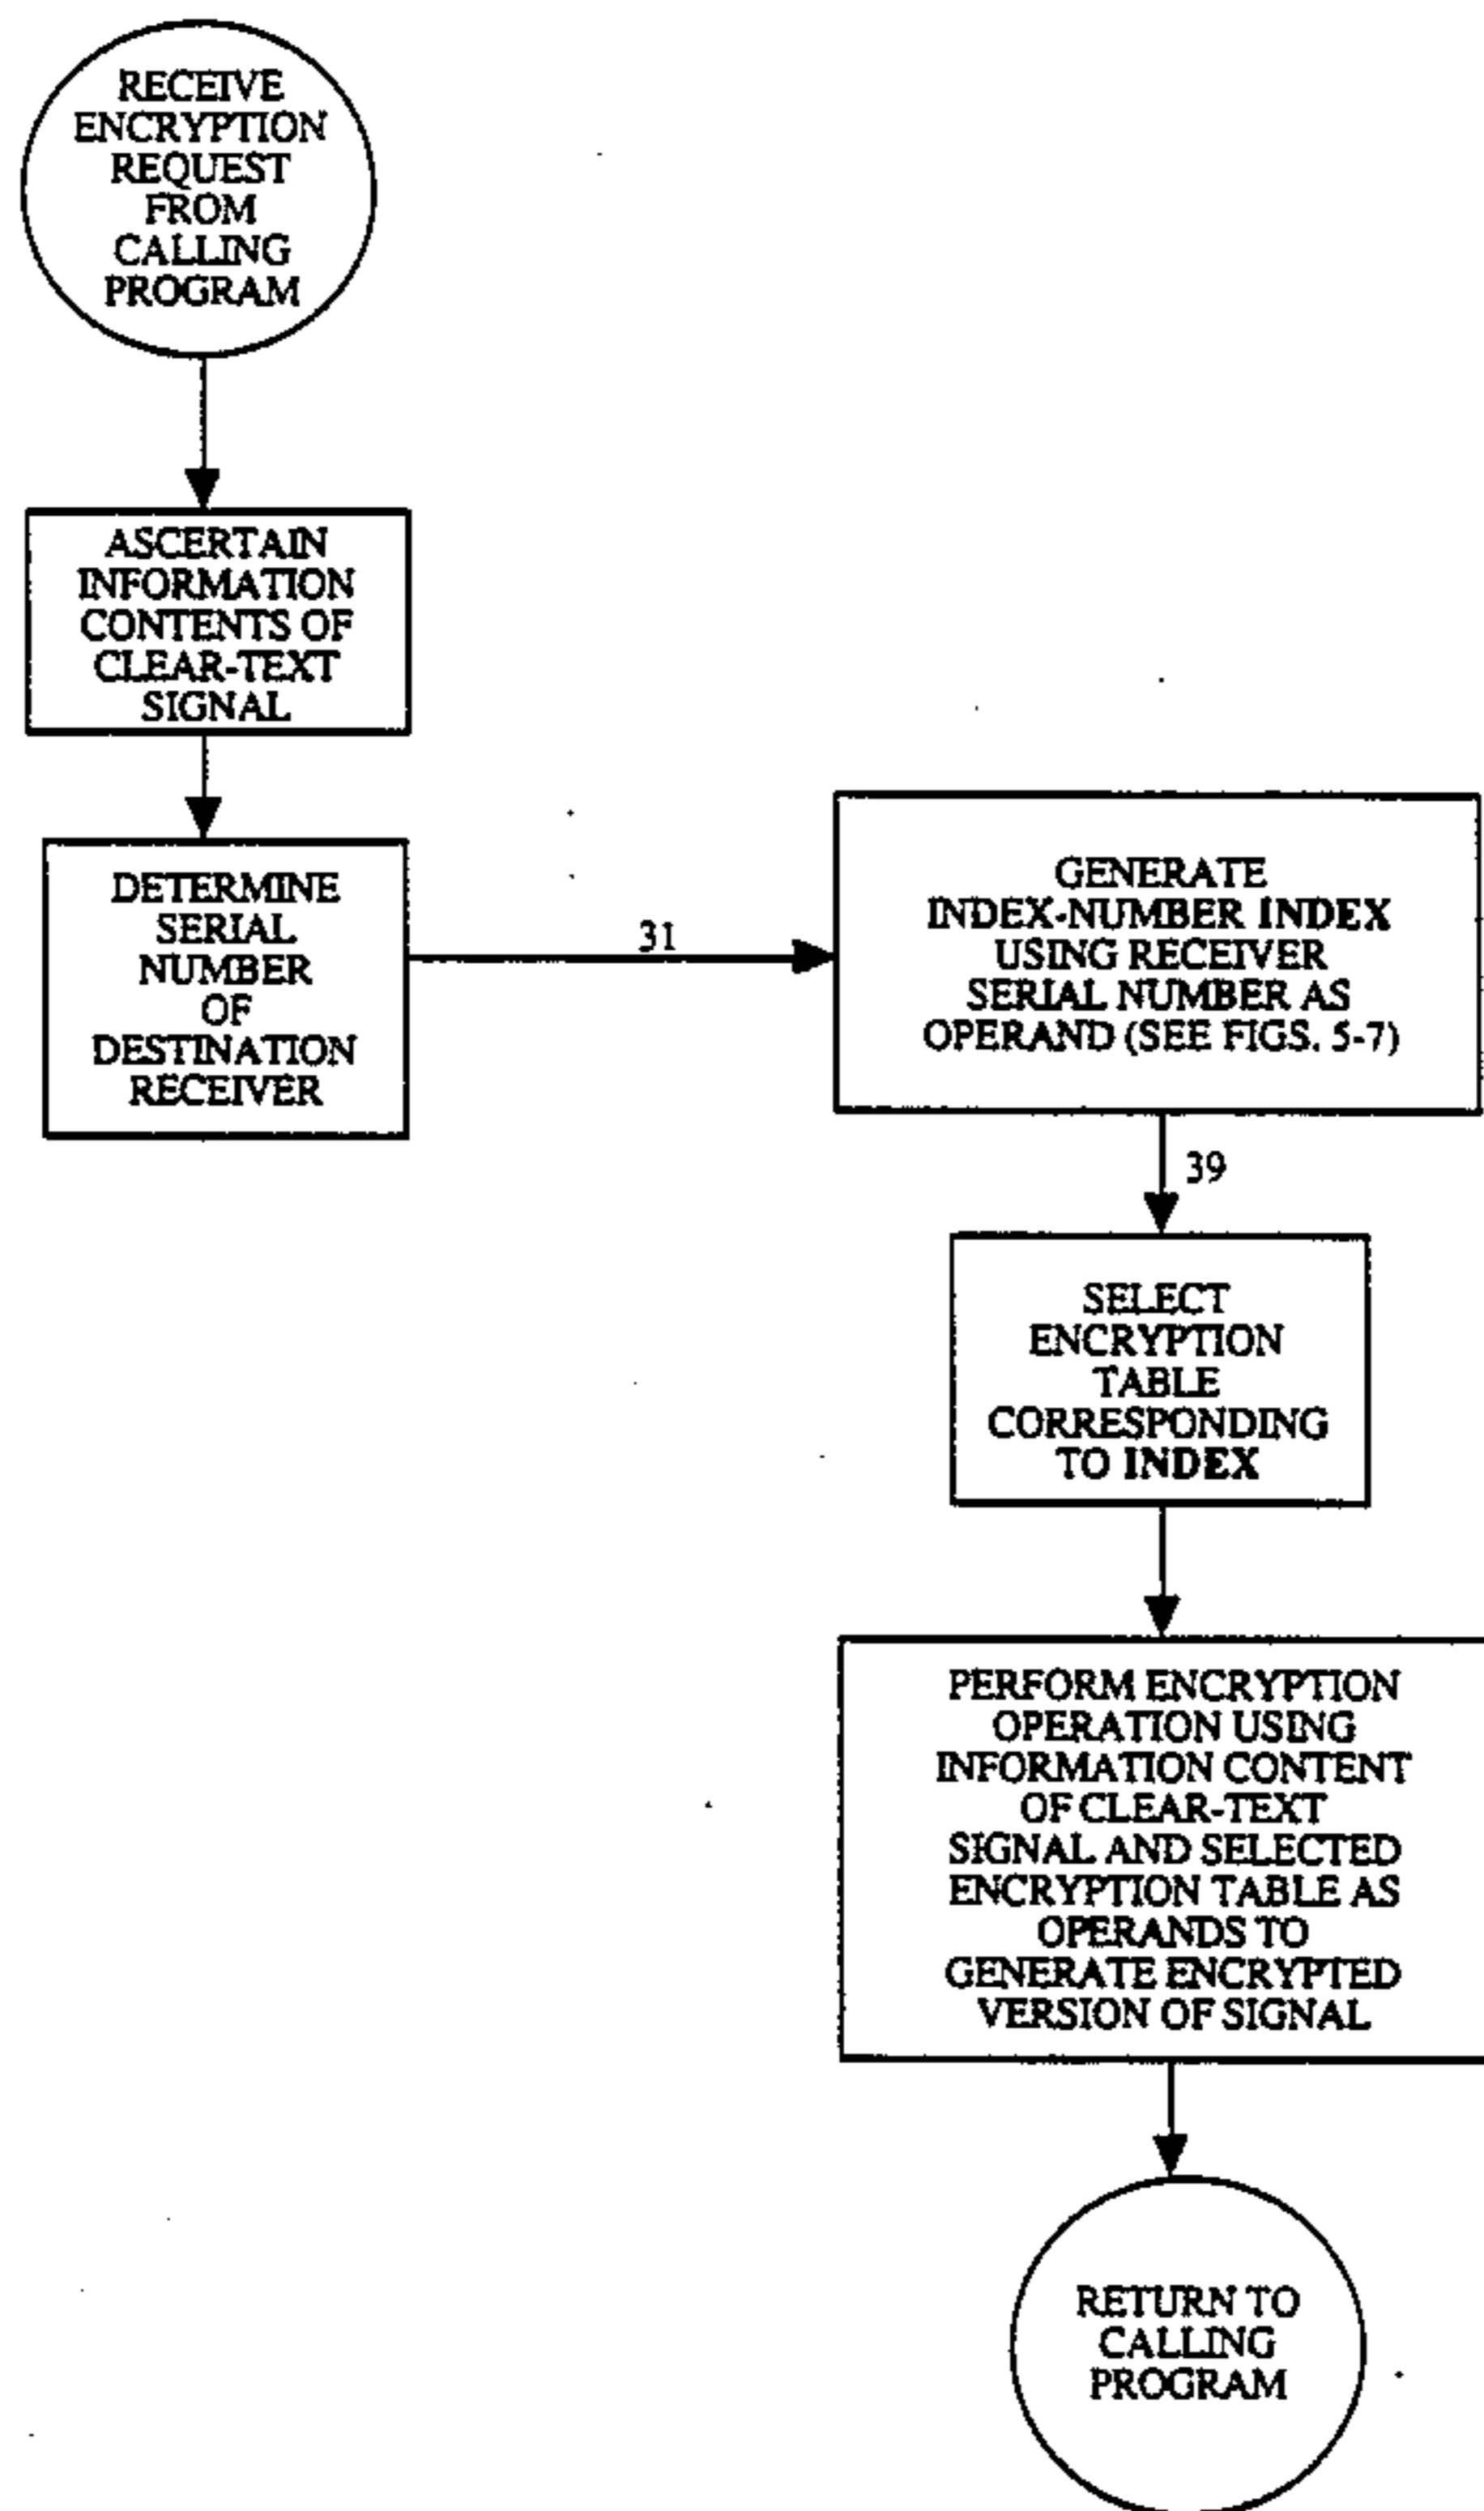 RECEIVE
ENCRYPTION
REQUEST
FROM
CALLING
PROGRAM
ASCERTAIN
INFORMATION
CONTENTS OF
CLEAR-TEXT
SIGNAL
DETERMINE
SERIAL
NUMBER
OF
DESTINATION
RECEIVER
31
GENERATE
INDEX-NUMBER INDEX
USING RECEIVER
SERIAL NUMBER AS
OPERAND (SEE FIGS. 5-7)
39
SELECT
ENCRYPTION
TABLE
CORRESPONDING
TO INDEX
PERFORM ENCRYPTION
OPERATION USING
INFORMATION CONTENT
OF CLEAR-TEXT
SIGNAL AND SELECTED
ENCRYPTION TABLE AS
OPERANDS TO
GENERATE ENCRYPTED
VERSION OF SIGNAL
RETURN TO
CALLING
PROGRAM